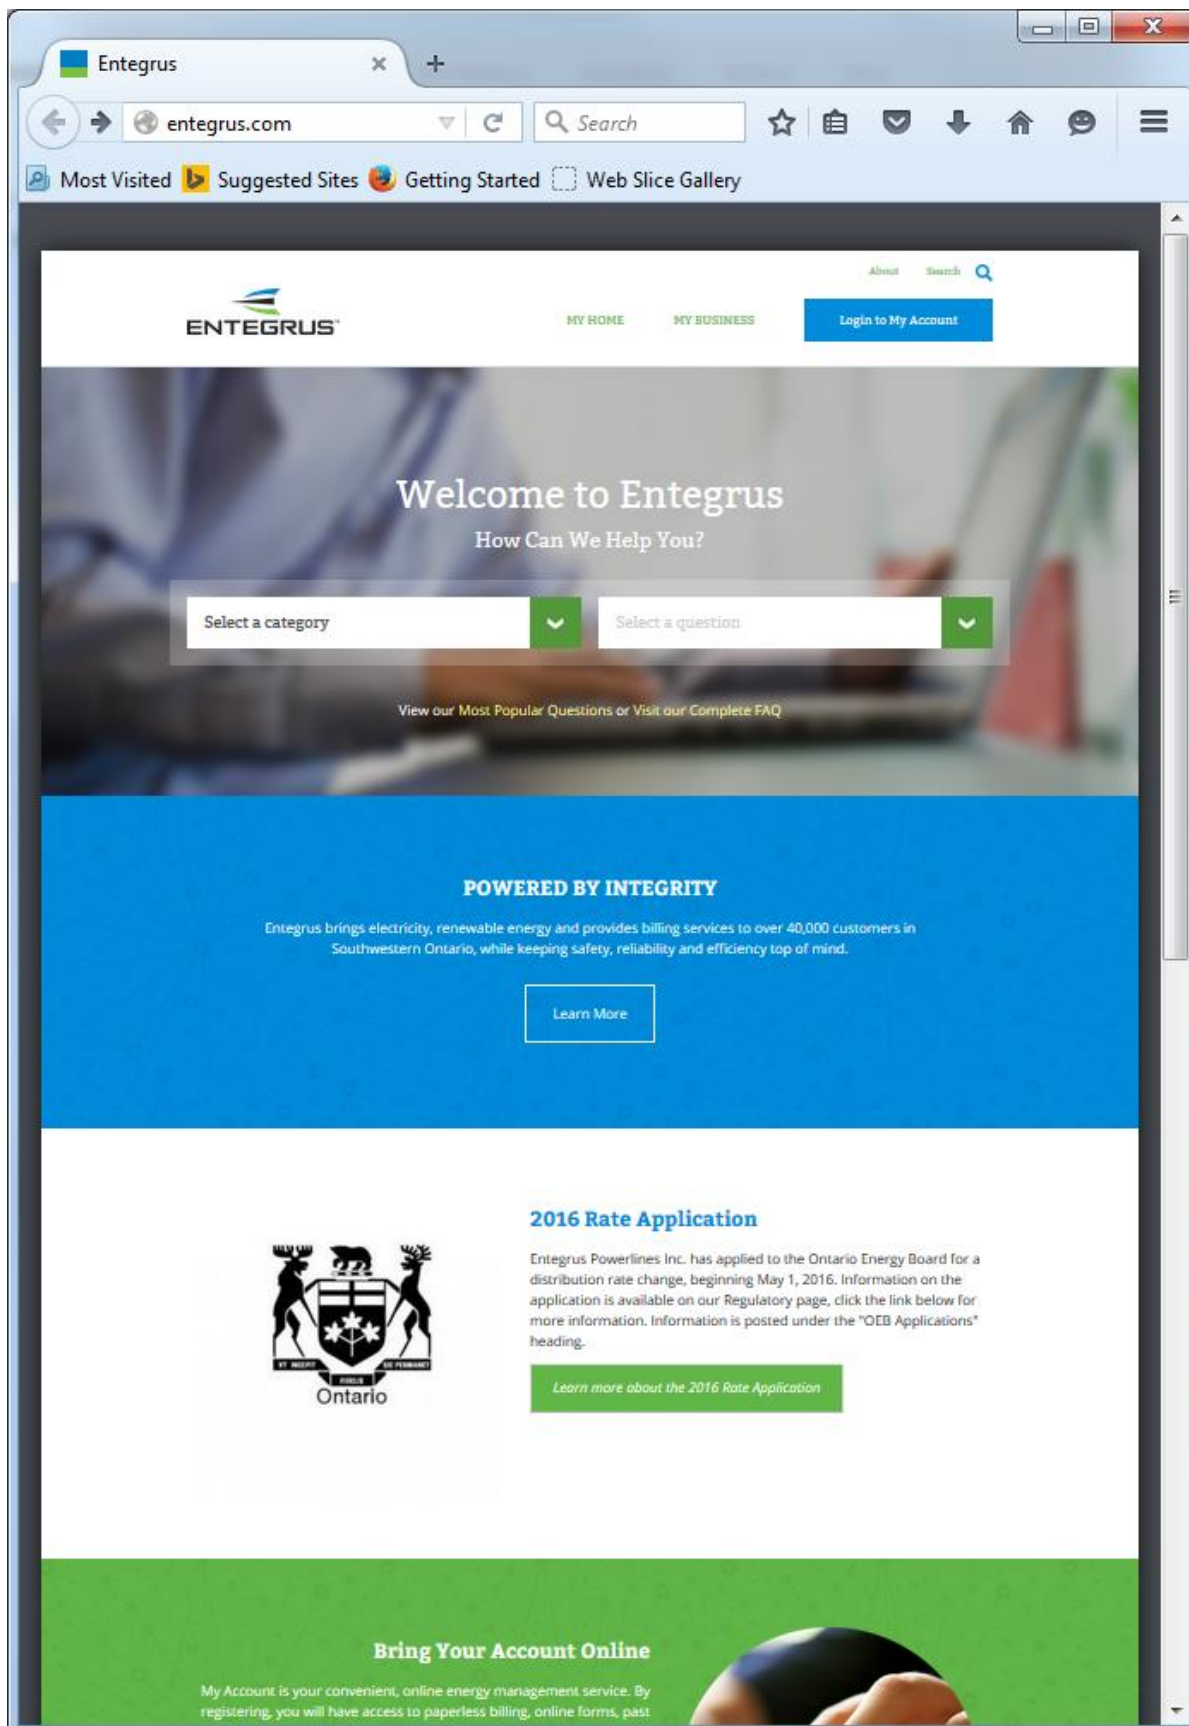 Entegrus
entegrus.com
Search
Most Visited
Suggested Sites
Getting Started
Web Slice Gallery
About
Search
ENTEGRUS™
MY HOME
MY BUSINESS
Login to My Account
Welcome to Entegrus
How Can We Help You?
Select a category
Select a question
View our Most Popular Questions or Visit our Complete FAQ
POWERED BY INTEGRITY
Entegrus brings electricity, renewable energy and provides billing services to over 40,000 customers in
Southwestern Ontario, while keeping safety, reliability and efficiency top of mind.
Learn More
2016 Rate Application
Entegrus Powerlines Inc. has applied to the Ontario Energy Board for a
distribution rate change, beginning May 1, 2016. Information on the
application is available on our Regulatory page, click the link below for
more information. Information is posted under the "OEB Applications"
heading.
Learn more about the 2016 Rate Application
VT INCEPIT
FIDELIS
SIC PERMANET
Ontario
Bring Your Account Online
My Account is your convenient, online energy management service. By
registering, you will have access to paperless billing, online forms, past